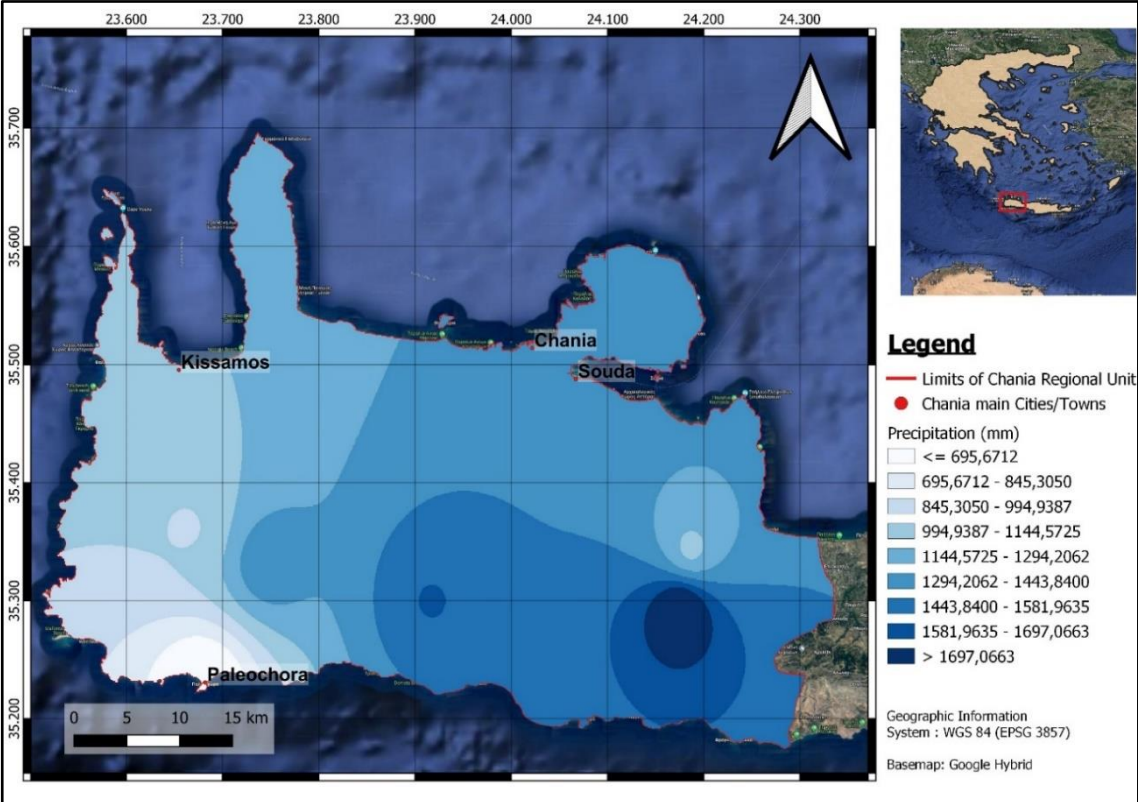 23.600 23.700 23.800 23.900 24.000 24.100 24.200 24.300
35.700
35.600
35.500
35.400
35.300
35.200
Kissamos
Chania
Souda
Paleochora
0 5 10 15 km
Legend
Limits of Chania Regional Unit
Chania main Cities/Towns
Precipitation (mm)
<= 695,6712
695,6712 - 845,3050
845,3050 - 994,9387
994,9387 - 1144,5725
1144,5725 - 1294,2062
1294,2062 - 1443,8400
1443,8400 - 1581,9635
1581,9635 - 1697,0663
> 1697,0663
Geographic Information
System : WGS 84 (EPSG 3857)
Basemap: Google Hybrid